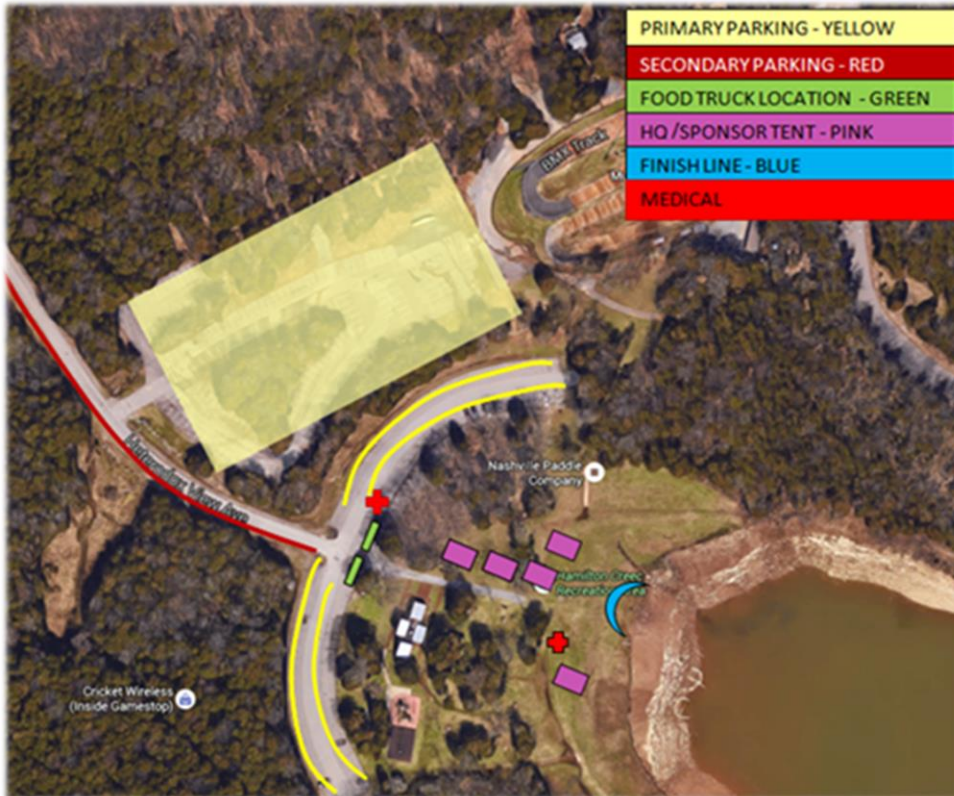 PRIMARY PARKING - YELLOW
SECONDARY PARKING - RED
FOOD TRUCK LOCATION - GREEN
HQ /SPONSOR TENT - PINK
FINISH LINE - BLUE
MEDICAL
BMX Track
Nashville Paddle
Company
Hamilton Creek
Recreation Area
Cricket Wireless
(Inside Gamestop)